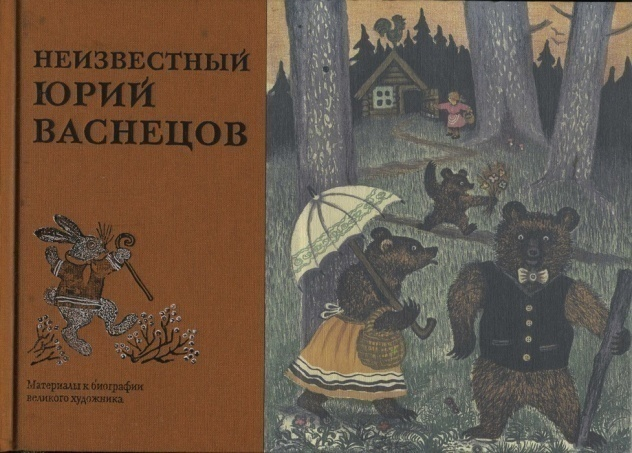 НЕИЗВЕСТНЫЙ
ЮРИЙ
ВАСНЕЦОВ
Материалы к биографии
великого художника